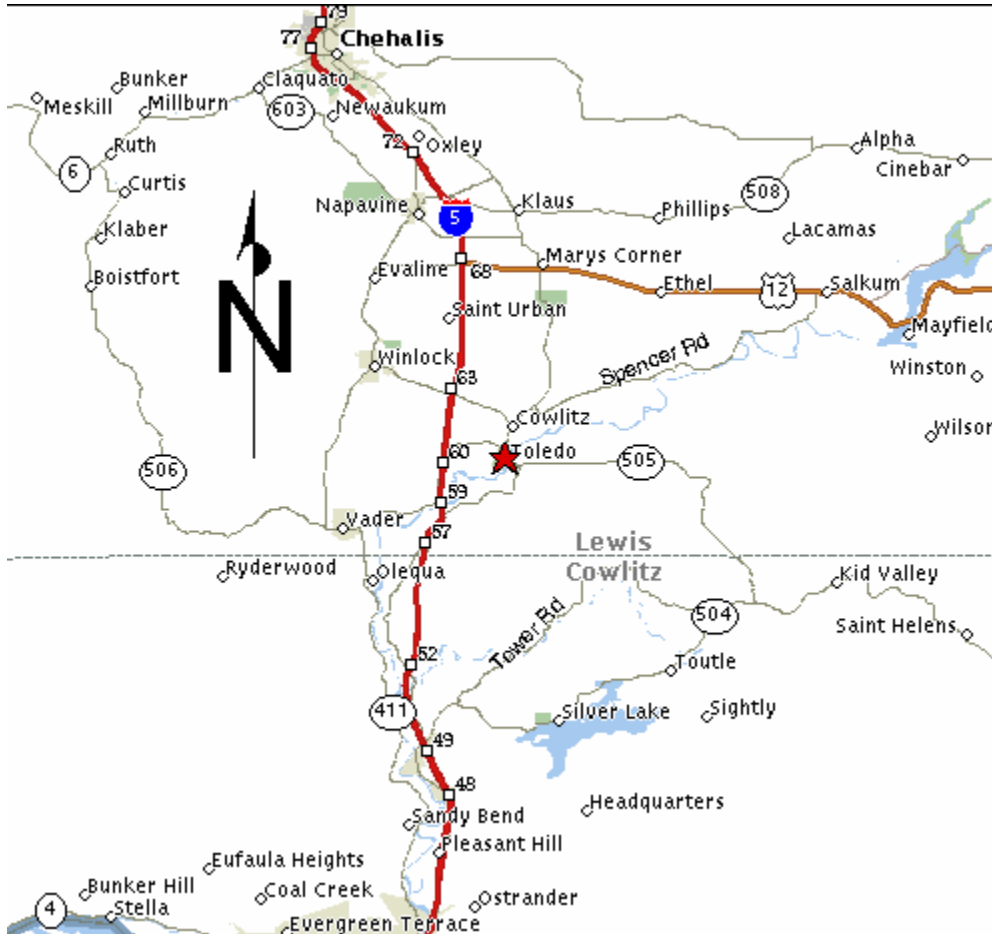 79
77
Chehalis
Bunker
Claquato
Meskill
Millburn
603
Newaukum
72
Oxley
Ruth
Alpha
Cinebar
6
Curtis
508
Napavine
5
Klaus
Phillips
Klaber
Lacamas
Marys Corner
Boistfort
Evaline
68
Ethel
12
Salkum
N
Saint Urban
Mayfield
Spencer Rd
Winlock
63
Winston
Cowlitz
Wilson
60
Toledo
505
506
59
Vader
57
Lewis
Cowlitz
Ryderwood
Olequa
Kid Valley
504
Tower Rd
Saint Helens
52
Toutle
411
Silver Lake
Sightly
49
48
Headquarters
Sandy Bend
Pleasant Hill
Eufaula Heights
Bunker Hill
Coal Creek
Ostrander
4
Stella
Evergreen Terrace